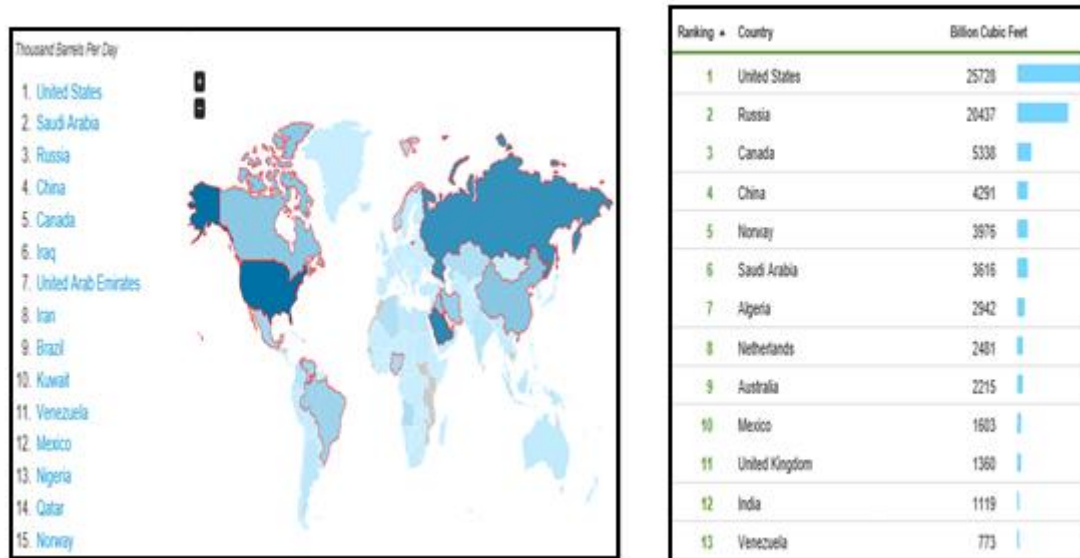 Thousand Barrels Per Day
1. United States
2. Saudi Arabia
3. Russia
4. China
5. Canada
6. Iraq
7. United Arab Emirates
8. Iran
9. Brazil
10. Kuwait
11. Venezuela
12. Mexico
13. Nigeria
14. Qatar
15. Norway
+
-
Ranking Country Billion Cubic Feet
1 United States 25728
2 Russia 20437
3 Canada 5338
4 China 4291
5 Norway 3976
6 Saudi Arabia 3616
7 Algeria 2942
8 Netherlands 2481
9 Australia 2215
10 Mexico 1603
11 United Kingdom 1360
12 India 1119
13 Venezuela 773